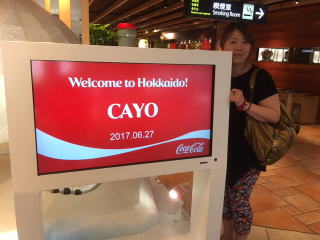 喫煙室
Smoking Room
Welcome to Hokkaido!
CAYO
2017.06.27
Coca-Cola